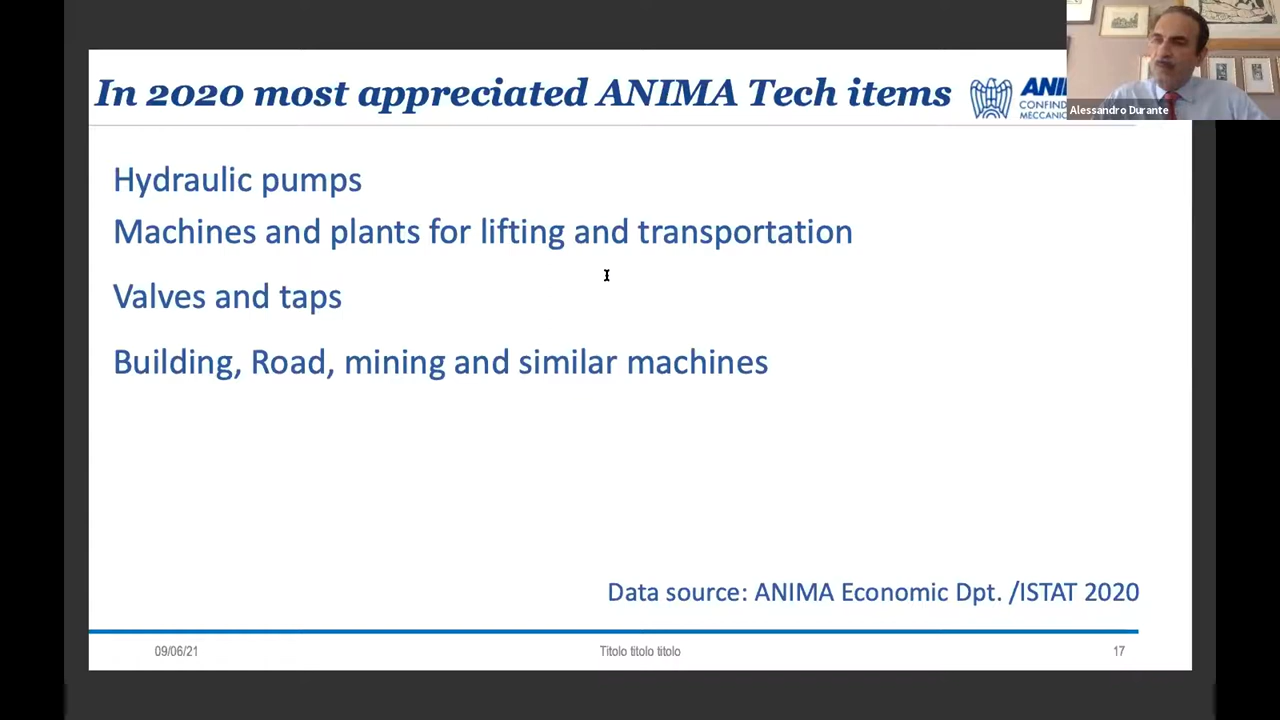 In 2020 most appreciated ANIMA Tech items
CONFIND
Alessandro Durante
Hydraulic pumps
Machines and plants for lifting and transportation
Valves and taps
Building, Road, mining and similar machines
Data source: ANIMA Economic Dpt. /ISTAT 2020
09/06/21
Titolo titolo titolo
17